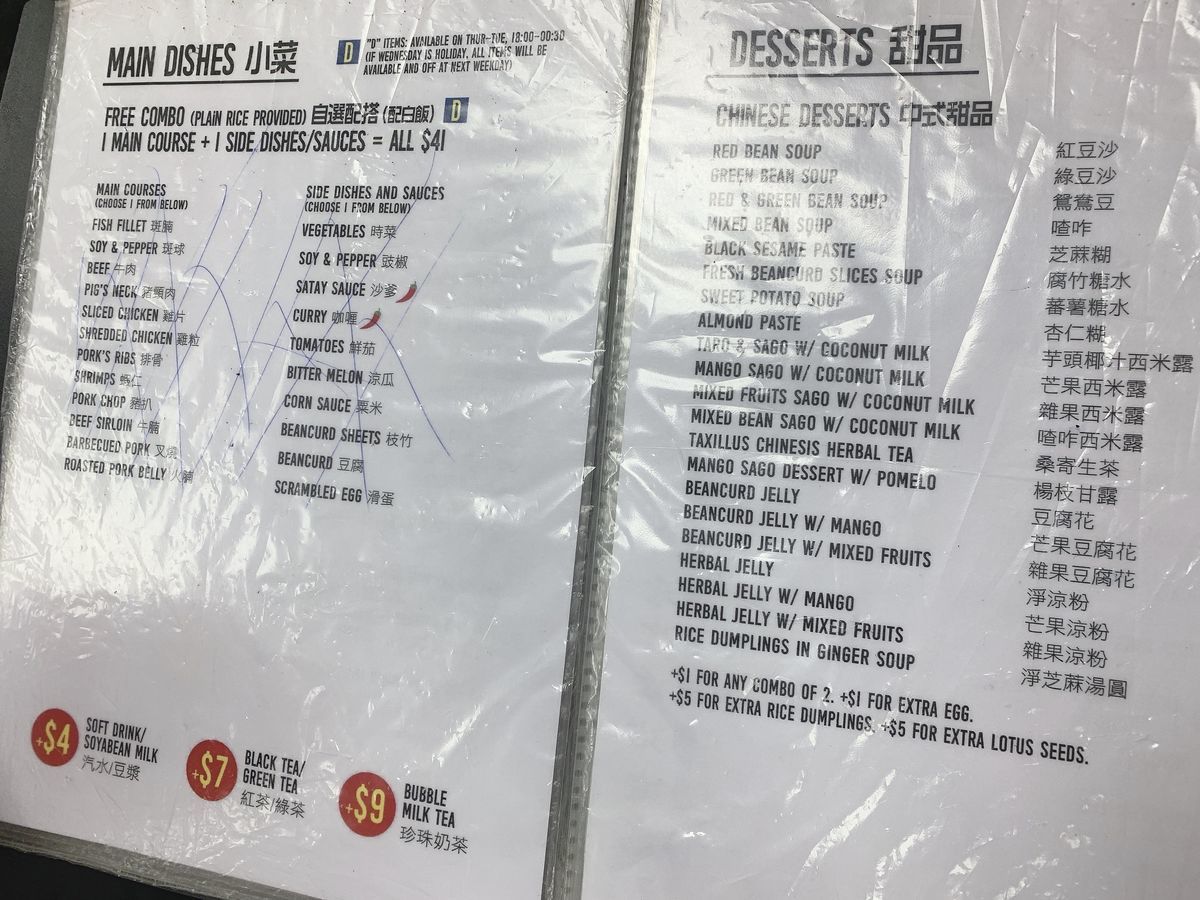 MAIN DISHES 小菜
D "D" ITEMS: AVAILABLE ON THUR-TUE, 18:00-00:30
(IF WEDNESDAY IS HOLIDAY, ALL ITEMS WILL BE
AVAILABLE AND OFF AT NEXT WEEKDAY)
FREE COMBO (PLAIN RICE PROVIDED) 自選配搭 (配白飯) D
1 MAIN COURSE + 1 SIDE DISHES/SAUCES = ALL $41
MAIN COURSES
(CHOOSE 1 FROM BELOW)
FISH FILLET 斑腩
SOY & PEPPER 斑球
BEEF 牛肉
PIG'S NECK 豬頸肉
SLICED CHICKEN 雞片
SHREDDED CHICKEN 雞粒
PORK'S RIBS 排骨
SHRIMPS 蝦仁
PORK CHOP 豬扒
BEEF SIRLOIN 牛腩
BARBECUED PORK 叉燒
ROASTED PORK BELLY 火腩
SIDE DISHES AND SAUCES
(CHOOSE 1 FROM BELOW)
VEGETABLES 時菜
SOY & PEPPER 豉椒
SATAY SAUCE 沙爹
CURRY 咖喱
TOMATOES 鮮茄
BITTER MELON 涼瓜
CORN SAUCE 粟米
BEANCURD SHEETS 枝竹
BEANCURD 豆腐
SCRAMBLED EGG 滑蛋
+$4 SOFT DRINK/
SOYABEAN MILK
汽水/豆漿
+$7 BLACK TEA/
GREEN TEA
紅茶/綠茶
+$9 BUBBLE
MILK TEA
珍珠奶茶
DESSERTS 甜品
CHINESE DESSERTS 中式甜品
RED BEAN SOUP 紅豆沙
GREEN BEAN SOUP 綠豆沙
RED & GREEN BEAN SOUP 鴛鴦豆
MIXED BEAN SOUP 喳咋
BLACK SESAME PASTE 芝蔴糊
FRESH BEANCURD SLICES SOUP 腐竹糖水
SWEET POTATO SOUP 蕃薯糖水
ALMOND PASTE 杏仁糊
TARO & SAGO W/ COCONUT MILK 芋頭椰汁西米露
MANGO SAGO W/ COCONUT MILK 芒果西米露
MIXED FRUITS SAGO W/ COCONUT MILK 雜果西米露
MIXED BEAN SAGO W/ COCONUT MILK 喳咋西米露
TAXILLUS CHINESIS HERBAL TEA 桑寄生茶
MANGO SAGO DESSERT W/ POMELO 楊枝甘露
BEANCURD JELLY 豆腐花
BEANCURD JELLY W/ MANGO 芒果豆腐花
BEANCURD JELLY W/ MIXED FRUITS 雜果豆腐花
HERBAL JELLY 淨涼粉
HERBAL JELLY W/ MANGO 芒果涼粉
HERBAL JELLY W/ MIXED FRUITS 雜果涼粉
RICE DUMPLINGS IN GINGER SOUP 淨芝蔴湯圓
+$1 FOR ANY COMBO OF 2. +$1 FOR EXTRA EGG.
+$5 FOR EXTRA RICE DUMPLINGS. +$5 FOR EXTRA LOTUS SEEDS.